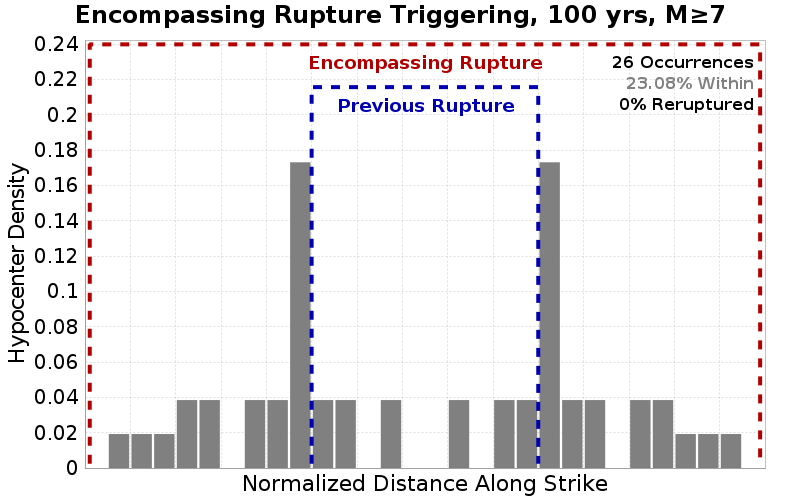 Encompassing Rupture Triggering, 100 yrs, M≥7
0.24
0.22
0.2
0.18
0.16
0.14
0.12
0.1
0.08
0.06
0.04
0.02
0
Hypocenter Density
Encompassing Rupture
Previous Rupture
26 Occurrences
23.08% Within
0% Reruptured
Normalized Distance Along Strike